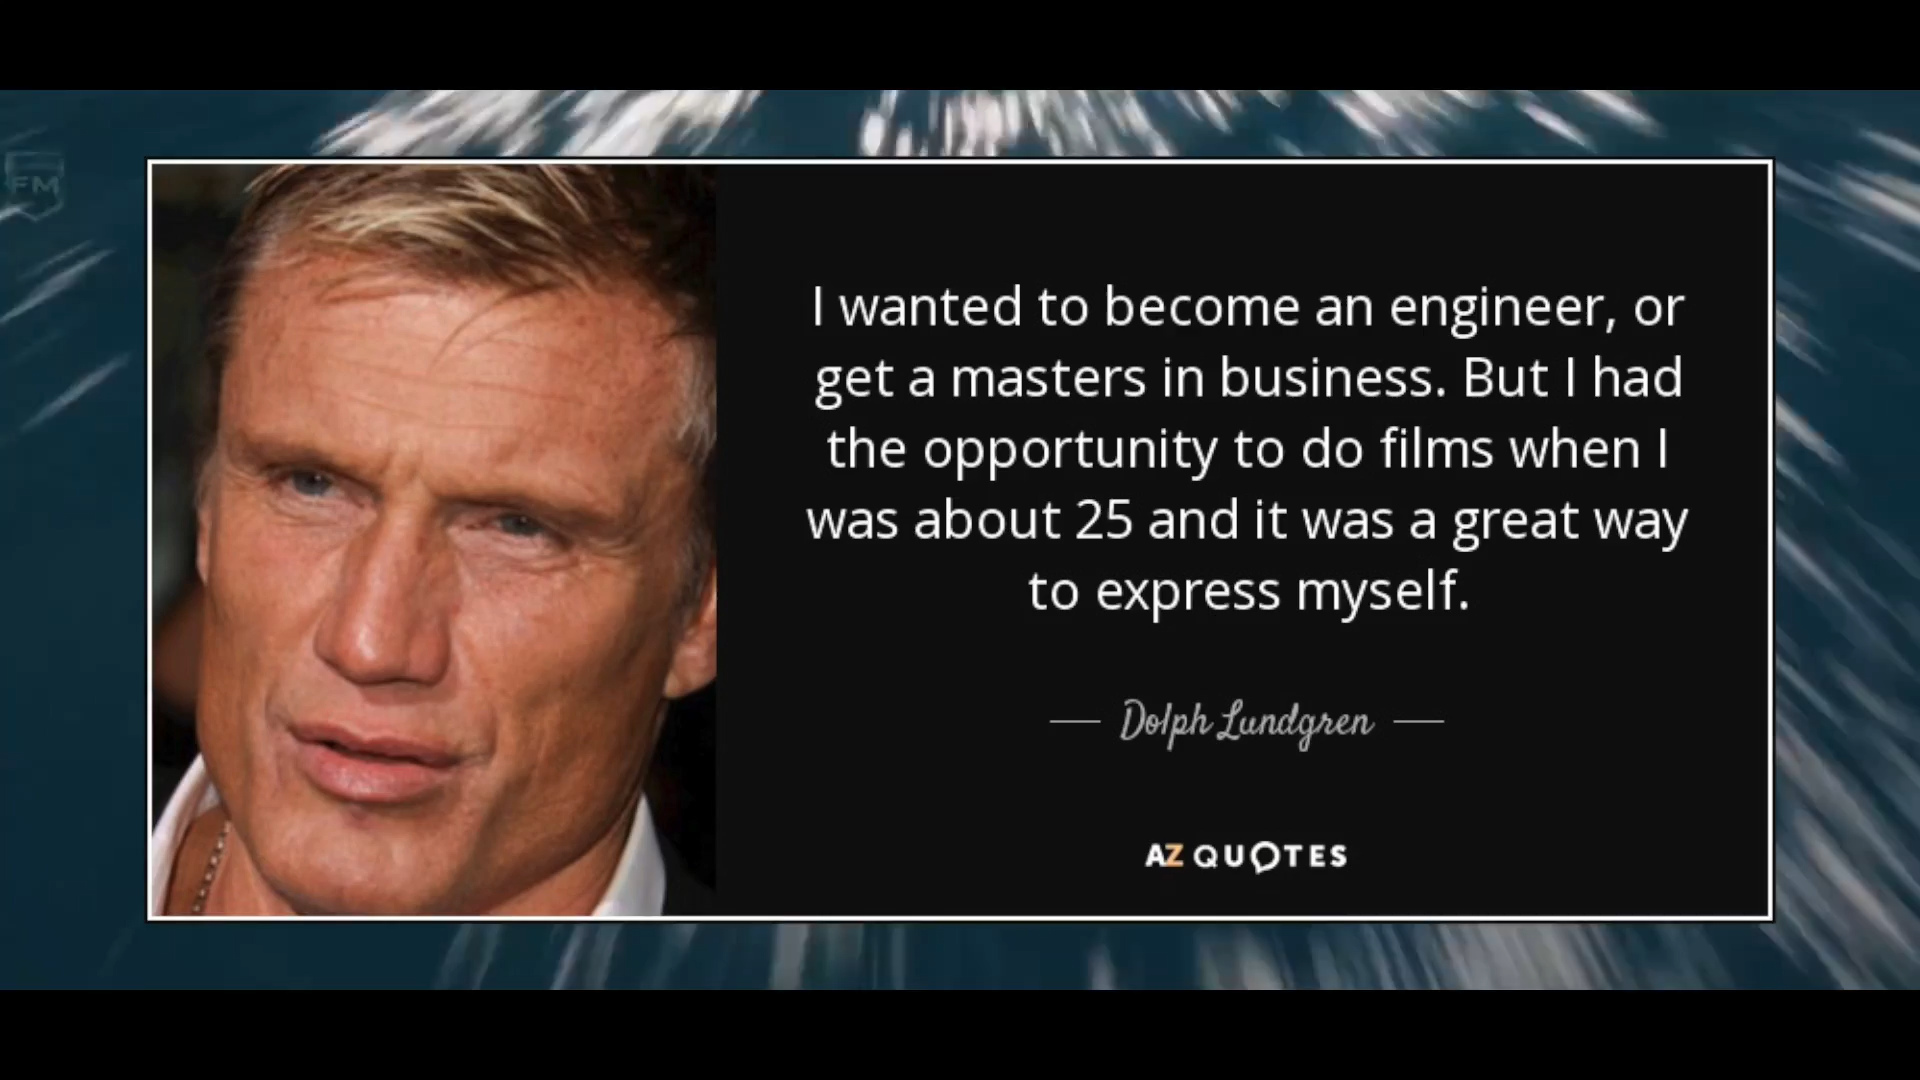 FM
I wanted to become an engineer, or
get a masters in business. But I had
the opportunity to do films when I
was about 25 and it was a great way
to express myself.
Dolph Lundgren
AZ QUOTES